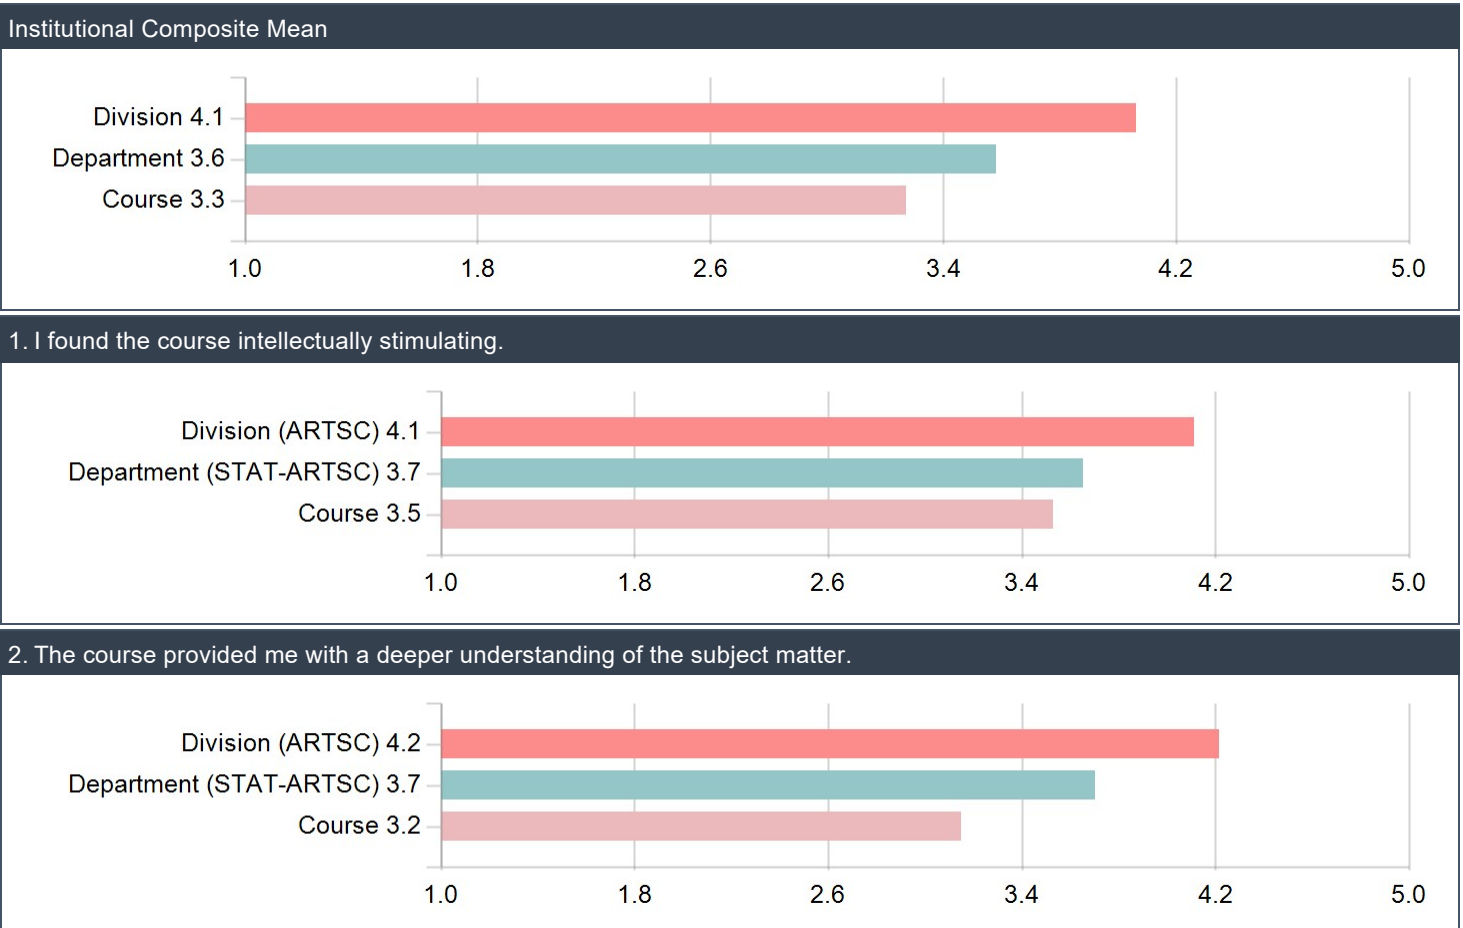 Institutional Composite Mean
Division 4.1
Department 3.6
Course 3.3
1.0 1.8 2.6 3.4 4.2 5.0
1. I found the course intellectually stimulating.
Division (ARTSC) 4.1
Department (STAT-ARTSC) 3.7
Course 3.5
1.0 1.8 2.6 3.4 4.2 5.0
2. The course provided me with a deeper understanding of the subject matter.
Division (ARTSC) 4.2
Department (STAT-ARTSC) 3.7
Course 3.2
1.0 1.8 2.6 3.4 4.2 5.0